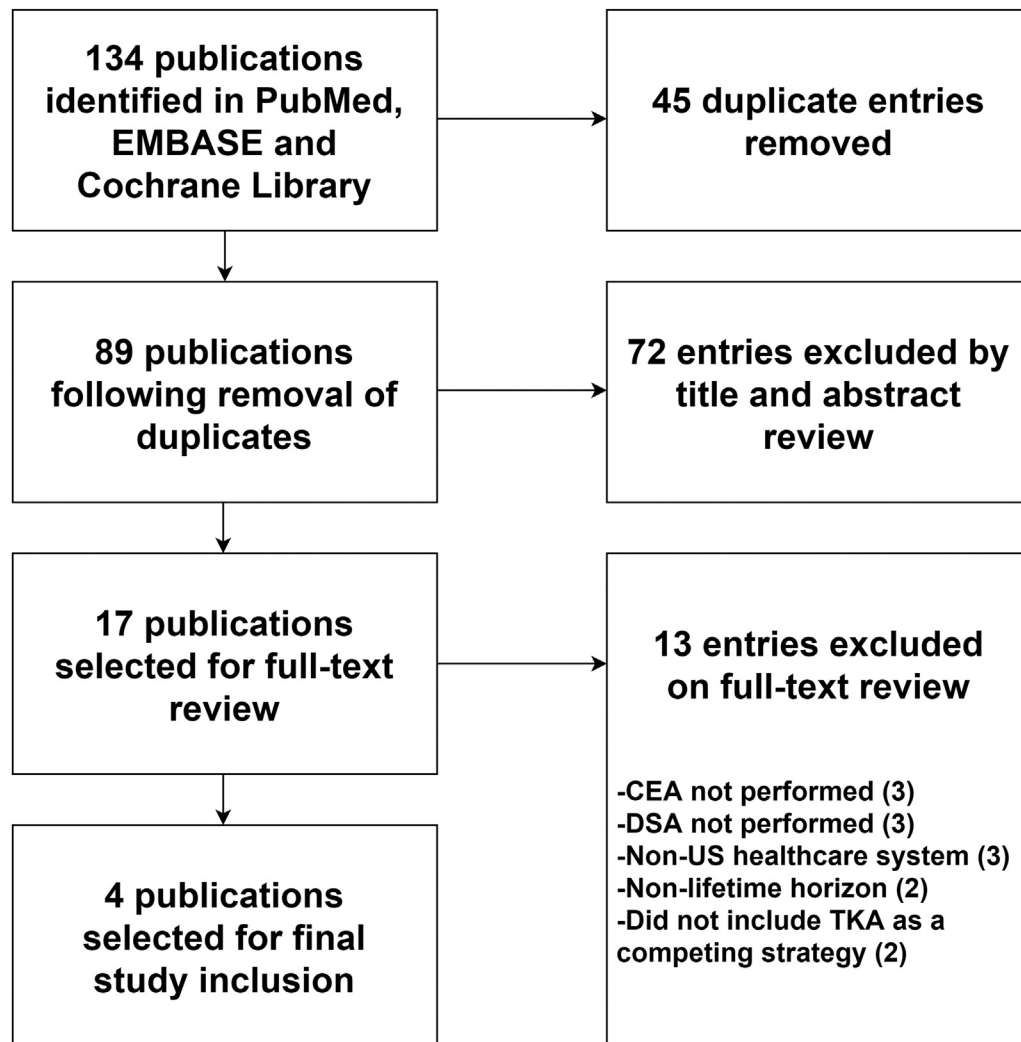 134 publications
identified in PubMed,
EMBASE and
Cochrane Library
45 duplicate entries
removed
89 publications
following removal of
duplicates
72 entries excluded by
title and abstract
review
17 publications
selected for full-text
review
13 entries excluded
on full-text review
-CEA not performed (3)
-DSA not performed (3)
-Non-US healthcare system (3)
-Non-lifetime horizon (2)
-Did not include TKA as a
competing strategy (2)
4 publications
selected for final
study inclusion